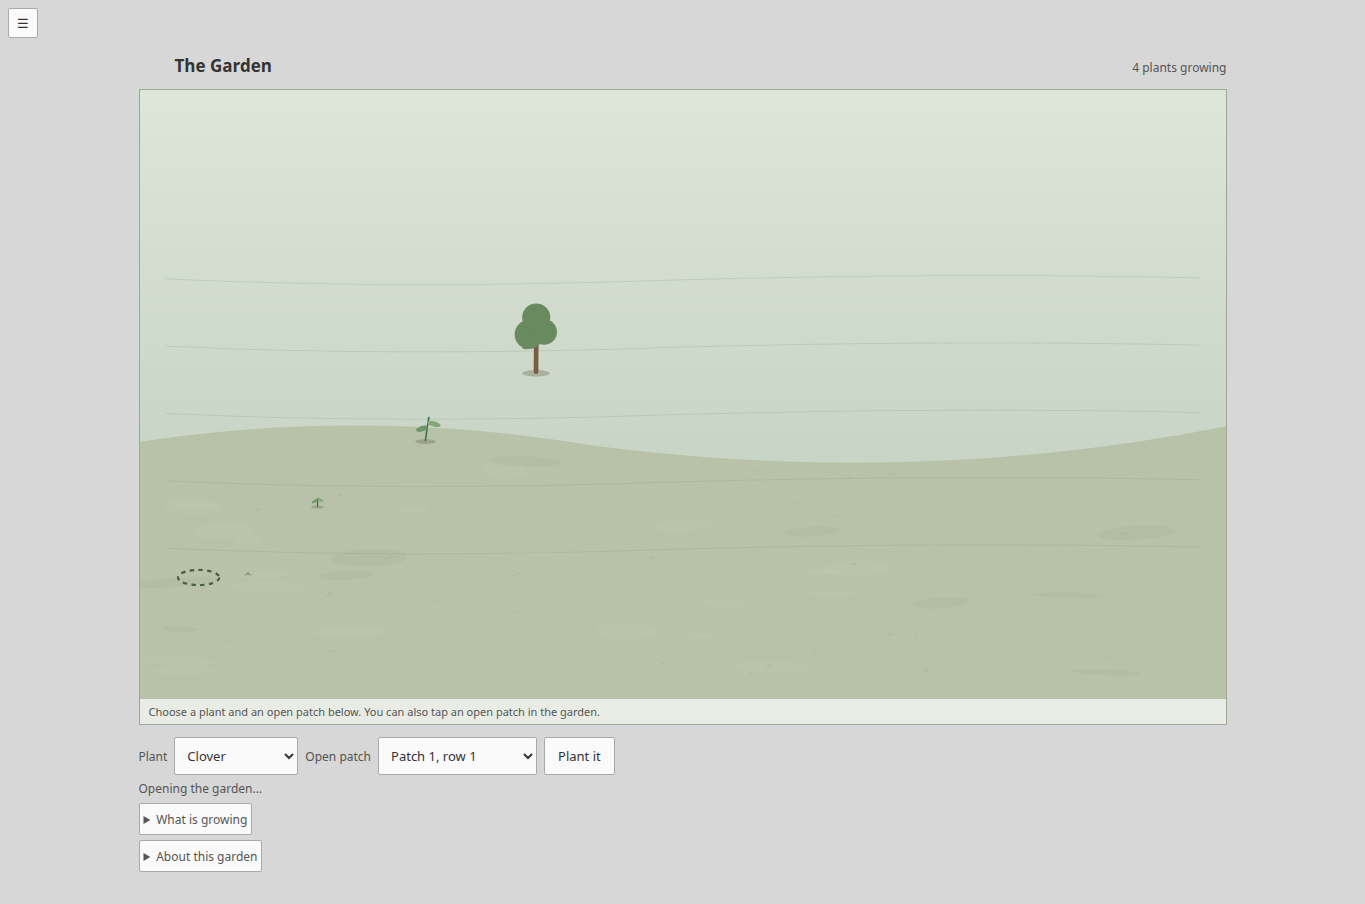 ☰
The Garden
4 plants growing
Choose a plant and an open patch below. You can also tap an open patch in the garden.
Plant Clover Open patch Patch 1, row 1 Plant it
Opening the garden...
What is growing
About this garden